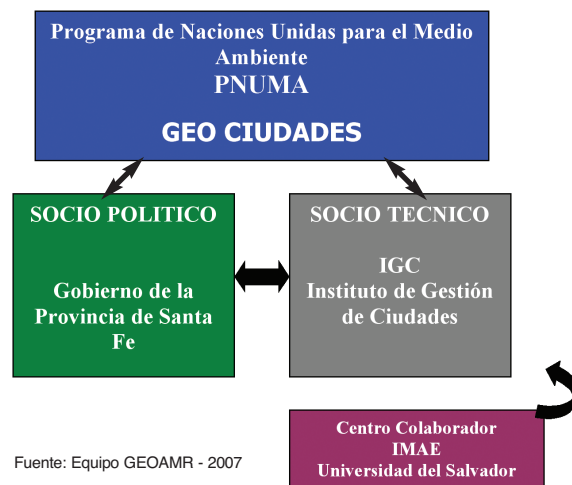 Programa de Naciones Unidas para el Medio
Ambiente
PNUMA
GEO CIUDADES
SOCIO POLITICO
Gobierno de la
Provincia de Santa
Fe
SOCIO TECNICO
IGC
Instituto de Gestión
de Ciudades
Centro Colaborador
IMAE
Universidad del Salvador
Fuente: Equipo GEOAMR - 2007